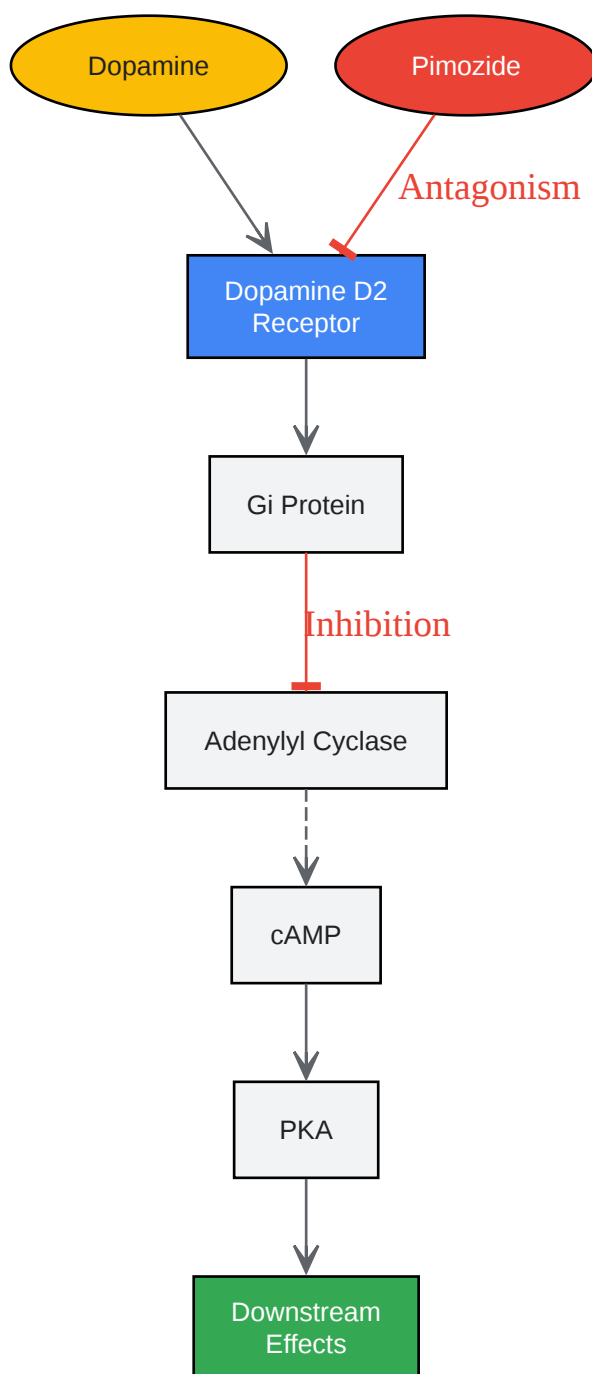 Dopamine
Pimozide
Antagonism
Dopamine D2
Receptor
Gi Protein
Inhibition
Adenylyl Cyclase
cAMP
PKA
Downstream
Effects